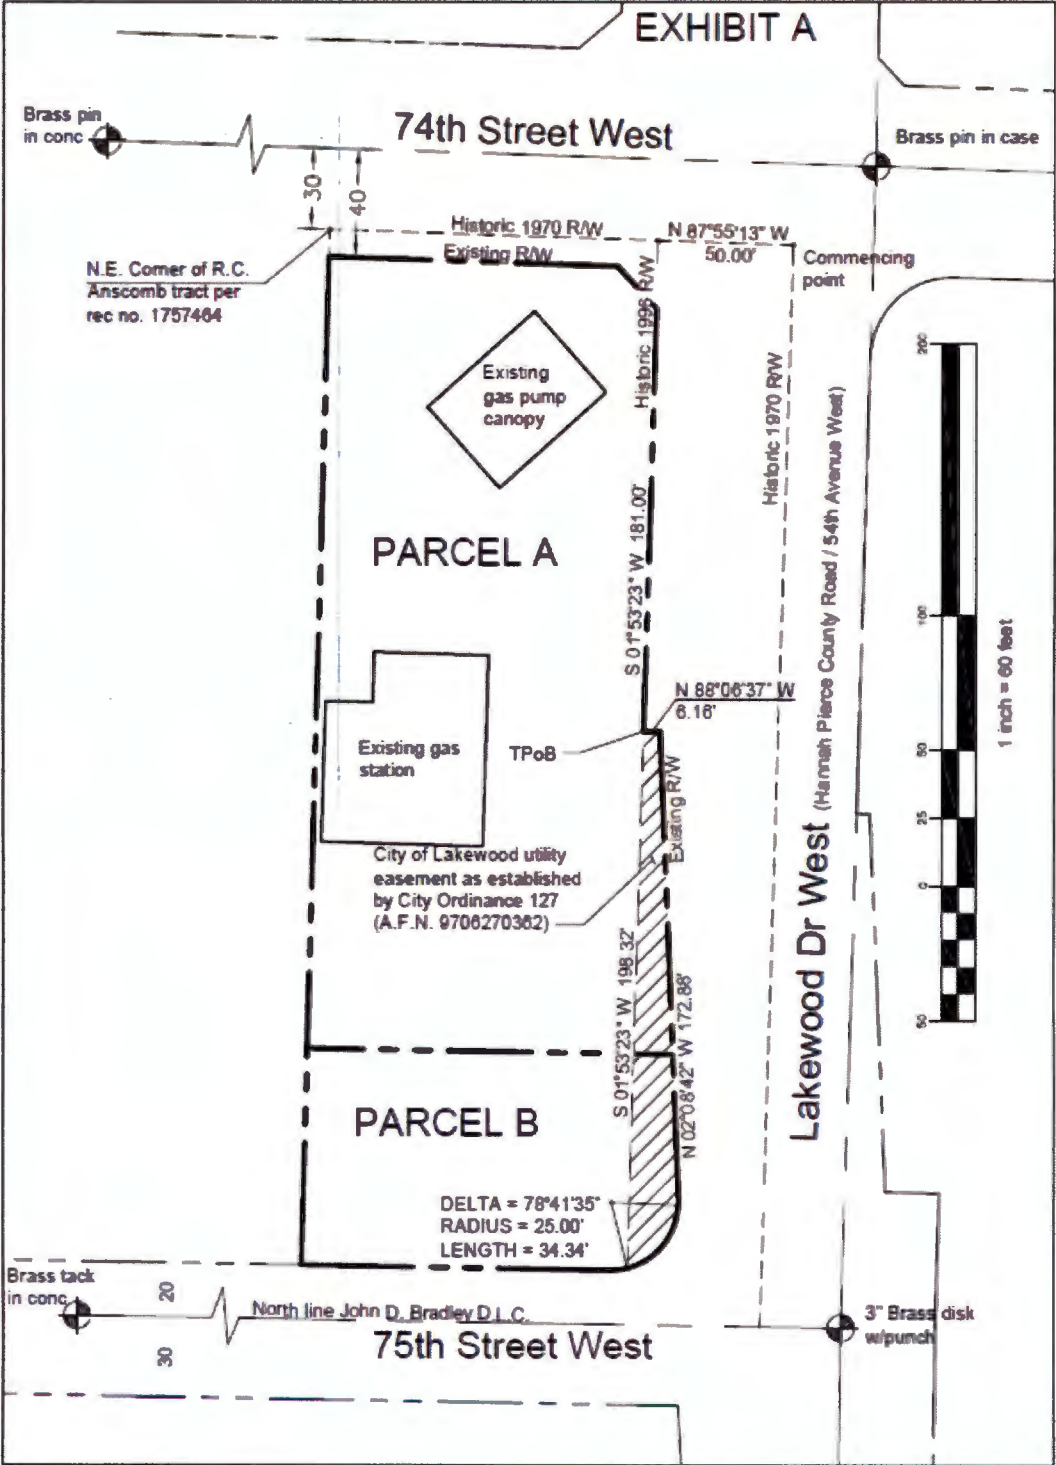 EXHIBIT A
Brass pin
in conc
74th Street West
Brass pin in case
30
40
Historic 1970 R/W
N 87°55'13" W
50.00'
Existing R/W
Commencing
point
N.E. Corner of R.C.
Anscomb tract per
rec no. 1757464
Historic 1996 R/W
Historic 1970 R/W
Existing
gas pump
canopy
200
100
50
25
0
50
1 inch = 60 feet
PARCEL A
S 01°53'23" W 181.00'
N 88°06'37" W
6.16'
Existing gas
station
TPoB
Existing R/W
City of Lakewood utility
easement as established
by City Ordinance 127
(A.F.N. 9706270362)
Lakewood Dr West (Hannah Pierce County Road / 54th Avenue West)
S 01°53'23" W 198.32'
N 02°08'42" W 172.88'
PARCEL B
DELTA = 78°41'35"
RADIUS = 25.00'
LENGTH = 34.34'
Brass tack
in conc
20
North line John D. Bradley D.L.C.
3" Brass disk
w/punch
75th Street West
30